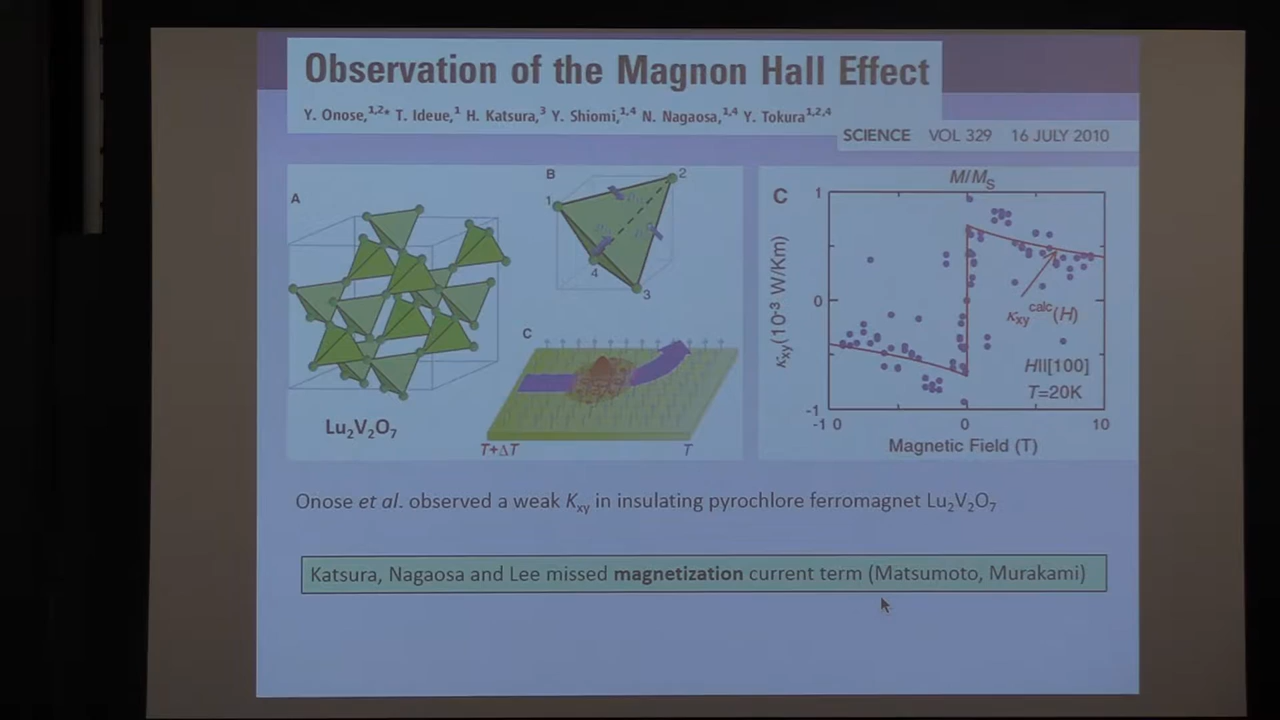 Observation of the Magnon Hall Effect
Y. Onose,1,2* T. Ideue,1 H. Katsura,3 Y. Shiomi,1,4 N. Nagaosa,1,4 Y. Tokura1,2,4
SCIENCE VOL 329 16 JULY 2010
A
Lu2V2O7
B
1
2
3
4
C
T+ΔT
T
C
M/MS
κxy(10-3 W/Km)
1
0
-1
κxycalc(H)
H||[100]
T=20K
-1 0
0
10
Magnetic Field (T)
Onose et al. observed a weak Kxy in insulating pyrochlore ferromagnet Lu2V2O7
Katsura, Nagaosa and Lee missed magnetization current term (Matsumoto, Murakami)